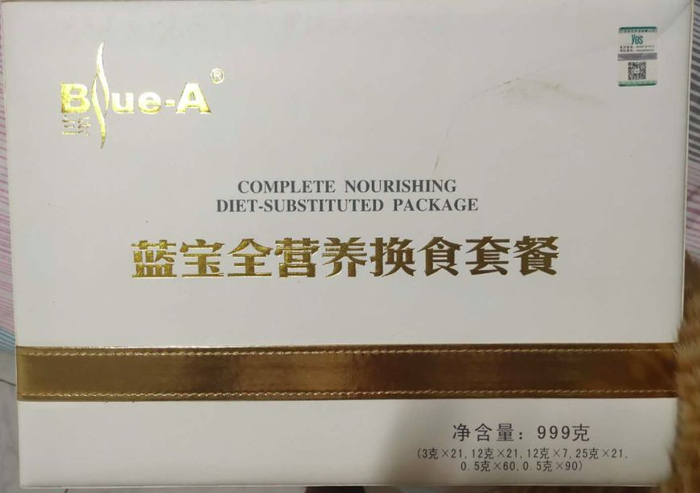 Blue-A®
COMPLETE NOURISHING
DIET-SUBSTITUTED PACKAGE
蓝宝全营养换食套餐
净含量：999克
(3克×21,12克×21,12克×7,25克×21,
0.5克×60,0.5克×90)